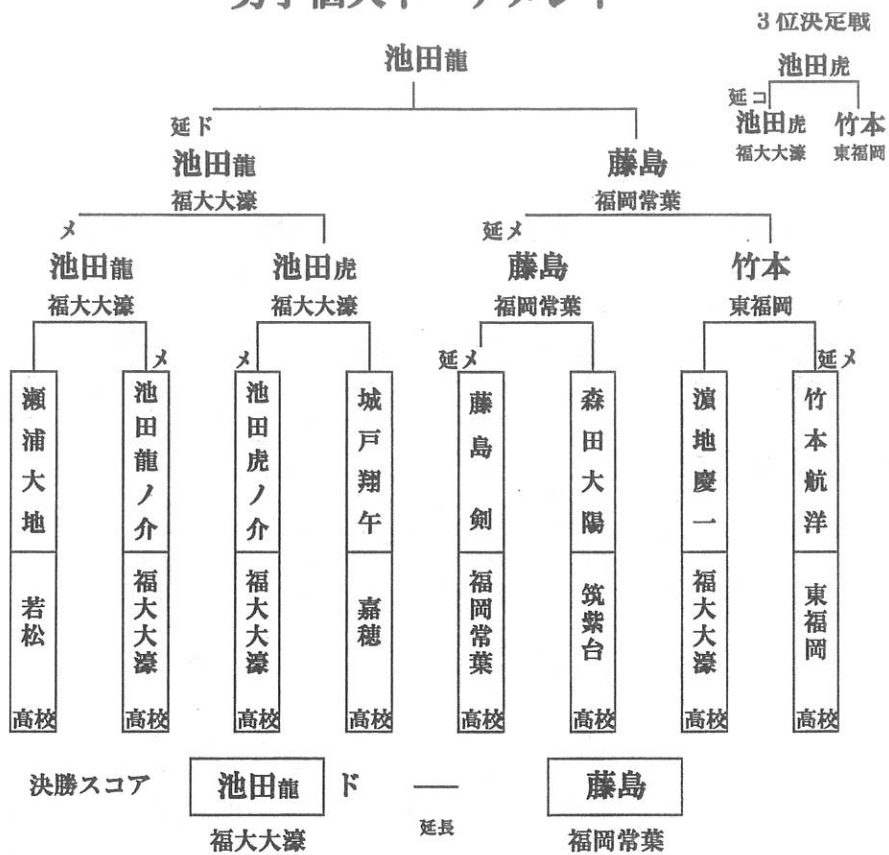 3位決定戦
池田龍
池田虎
延コ
池田虎 竹本
福大大濠 東福岡
延ド
池田龍 藤島
福大大濠 福岡常葉
メ 延メ
池田龍 池田虎 藤島 竹本
福大大濠 福大大濠 福岡常葉 東福岡
メ メ 延メ 延メ
瀬浦大地 若松 高校
池田龍ノ介 福大大濠 高校
池田虎ノ介 福大大濠 高校
城戸翔午 嘉穂 高校
藤島剣 福岡常葉 高校
森田大陽 筑紫台 高校
濵地慶一 福大大濠 高校
竹本航洋 東福岡 高校
決勝スコア 池田龍 ド — 藤島
福大大濠 延長 福岡常葉